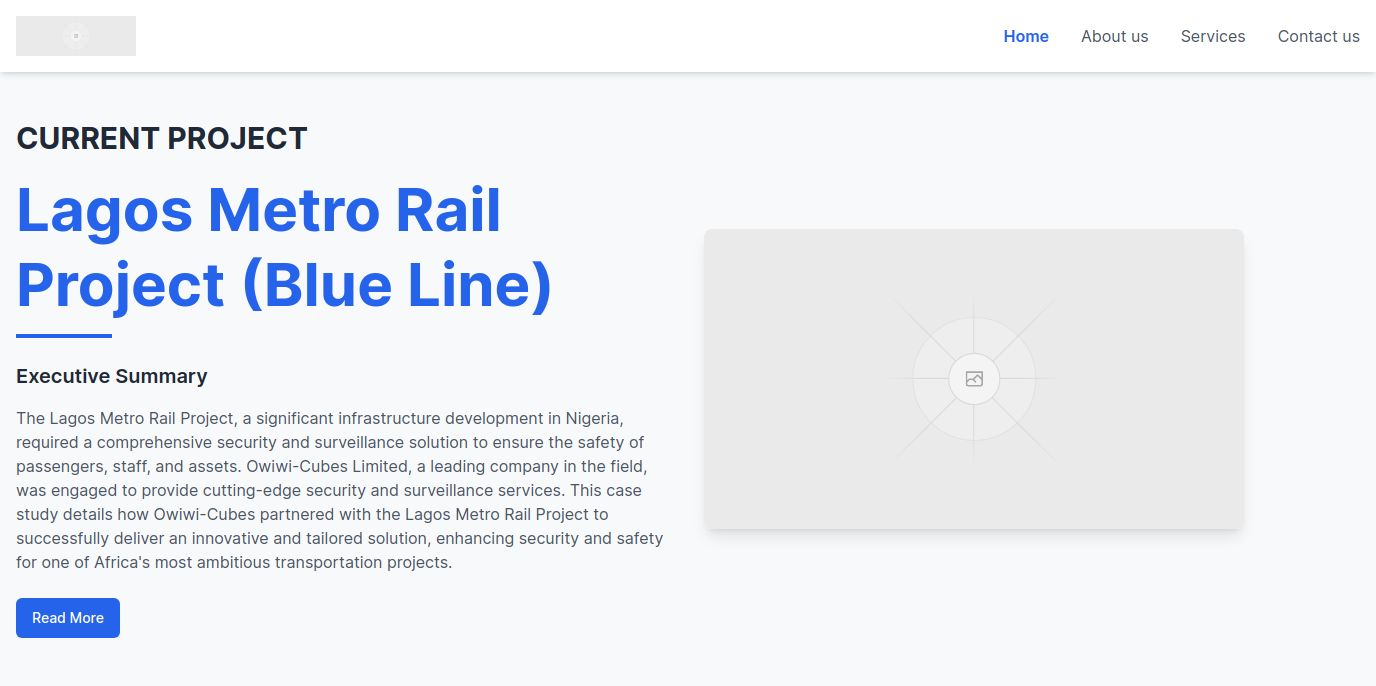 Home
About us
Services
Contact us
CURRENT PROJECT
Lagos Metro Rail
Project (Blue Line)
Executive Summary
The Lagos Metro Rail Project, a significant infrastructure development in Nigeria,
required a comprehensive security and surveillance solution to ensure the safety of
passengers, staff, and assets. Owiwi-Cubes Limited, a leading company in the field,
was engaged to provide cutting-edge security and surveillance services. This case
study details how Owiwi-Cubes partnered with the Lagos Metro Rail Project to
successfully deliver an innovative and tailored solution, enhancing security and safety
for one of Africa's most ambitious transportation projects.
Read More